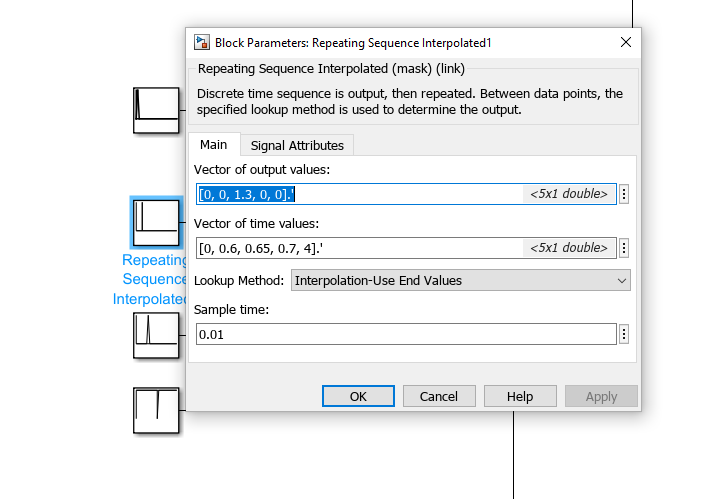 Block Parameters: Repeating Sequence Interpolated1
Repeating Sequence Interpolated (mask) (link)
Discrete time sequence is output, then repeated. Between data points, the
specified lookup method is used to determine the output.
Main
Signal Attributes
Vector of output values:
[0, 0, 1.3, 0, 0].' <5x1 double>
Vector of time values:
[0, 0.6, 0.65, 0.7, 4].' <5x1 double>
Lookup Method: Interpolation-Use End Values
Sample time:
0.01
OK Cancel Help Apply
Repeating
Sequence
Interpolated